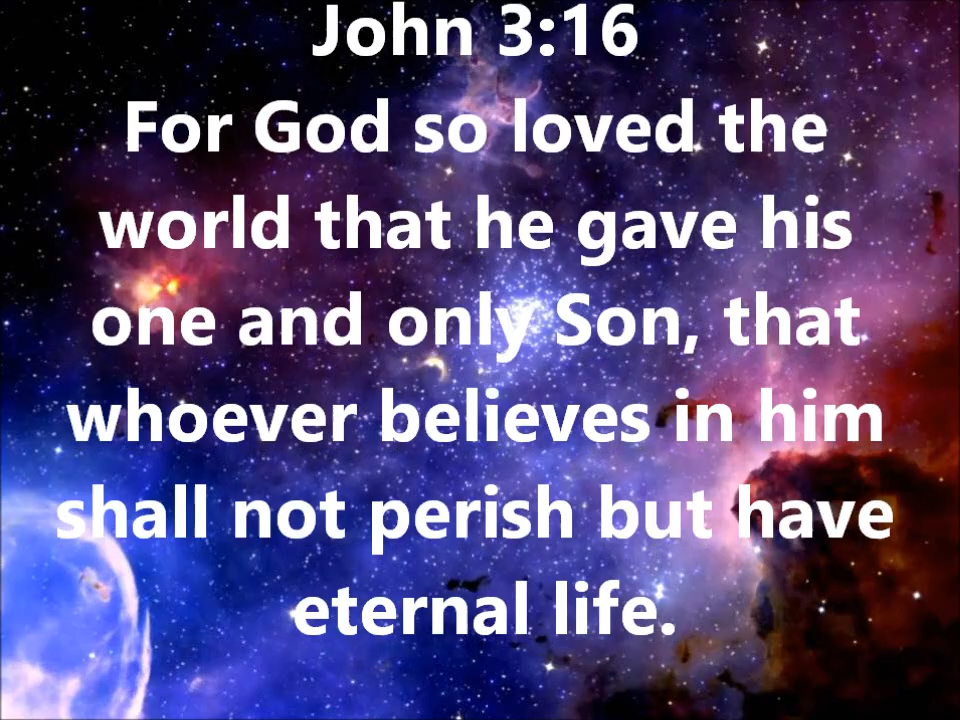 John 3:16
For God so loved the
world that he gave his
one and only Son, that
whoever believes in him
shall not perish but have
eternal life.